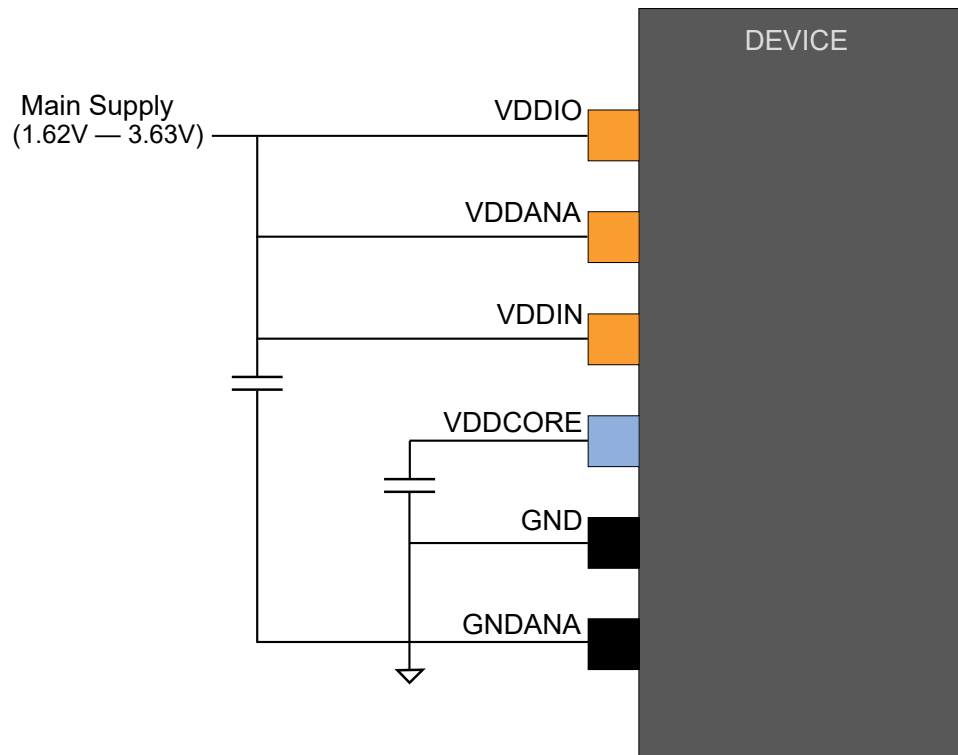 DEVICE
VDDIO
Main Supply
(1.62V — 3.63V)
VDDANA
VDDIN
VDDCORE
GND
GNDANA